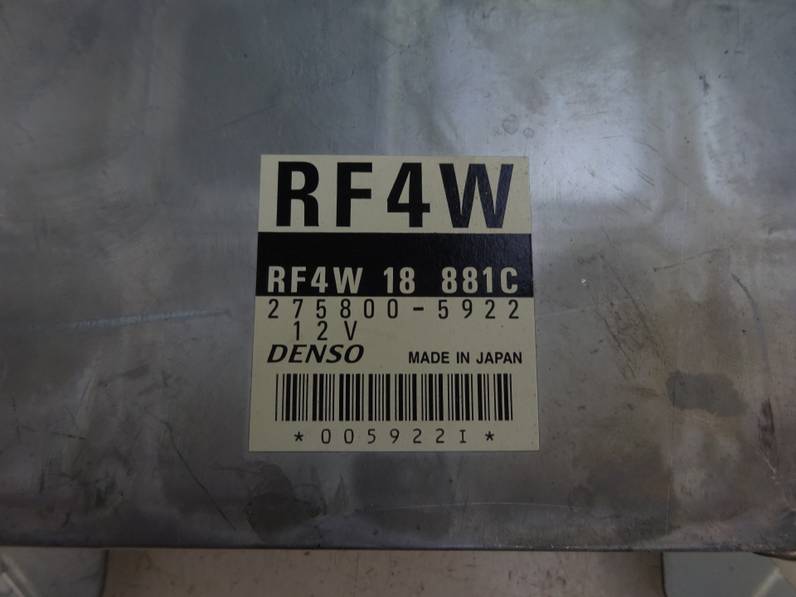 RF4W
RF4W 18 881C
275800-5922
12V
DENSO MADE IN JAPAN
*005922I*